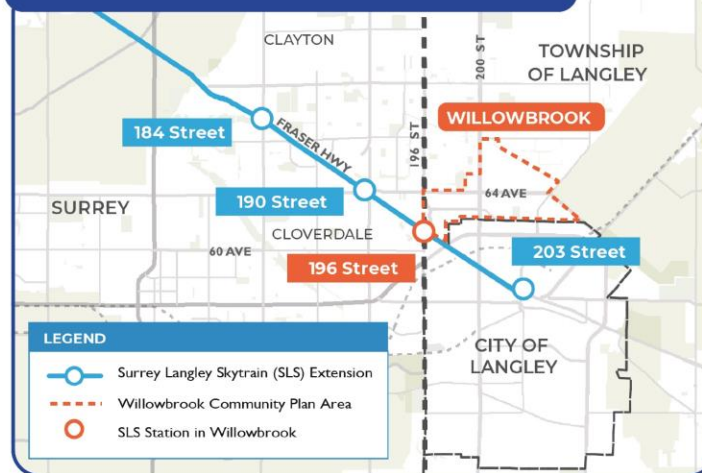 CLAYTON
200 ST
TOWNSHIP
OF LANGLEY
184 Street
FRASER HWY
196 ST
WILLOWBROOK
190 Street
64 AVE
SURREY
CLOVERDALE
60 AVE
196 Street
203 Street
CITY OF
LANGLEY
LEGEND
Surrey Langley Skytrain (SLS) Extension
Willowbrook Community Plan Area
SLS Station in Willowbrook